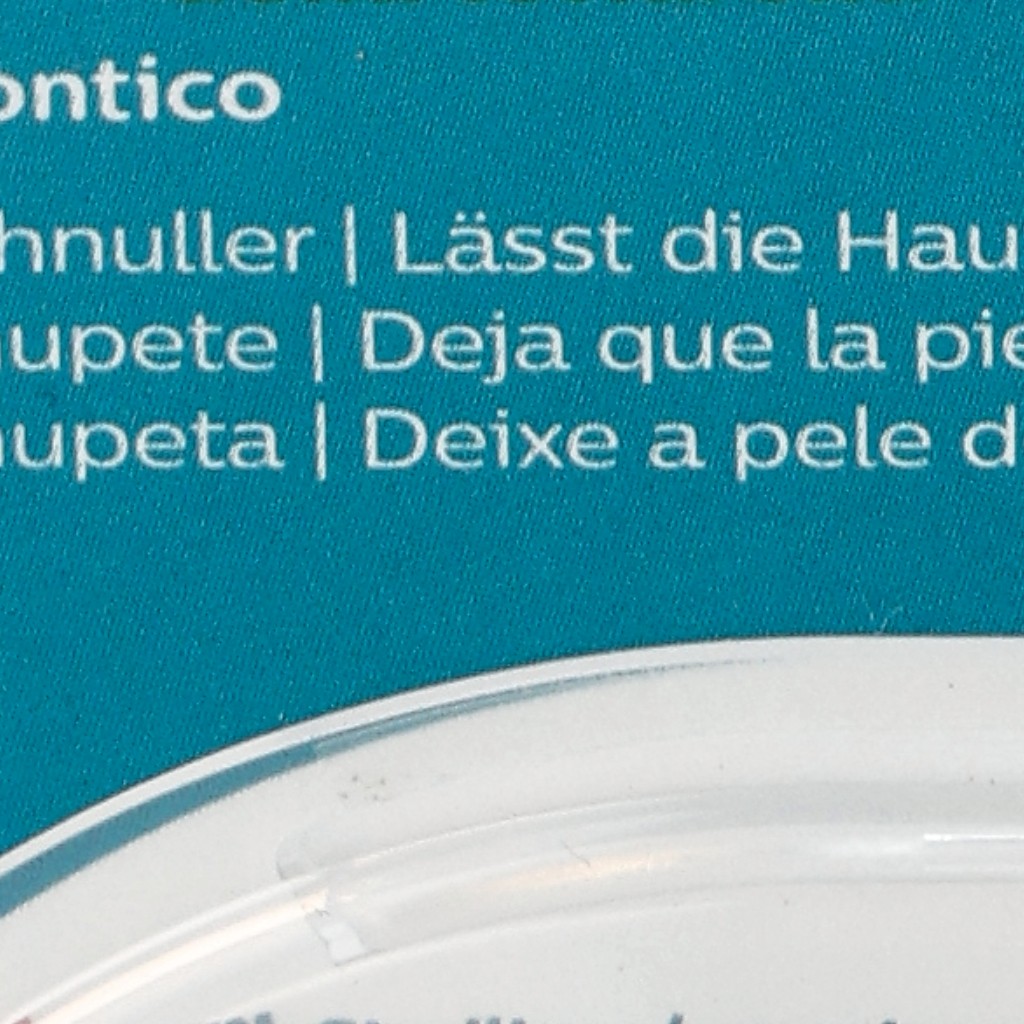 ontico
hnuller | Lässt die Hau
upete | Deja que la pie
upeta | Deixe a pele d